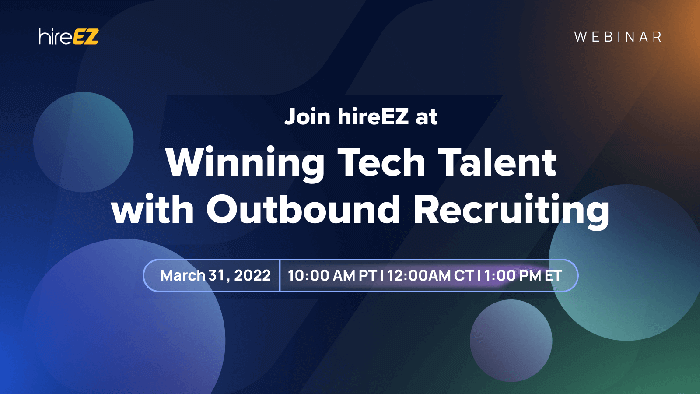 hireEZ
WEBINAR
Join hireEZ at
Winning Tech Talent
with Outbound Recruiting
March 31, 2022 | 10:00 AM PT | 12:00AM CT | 1:00 PM ET